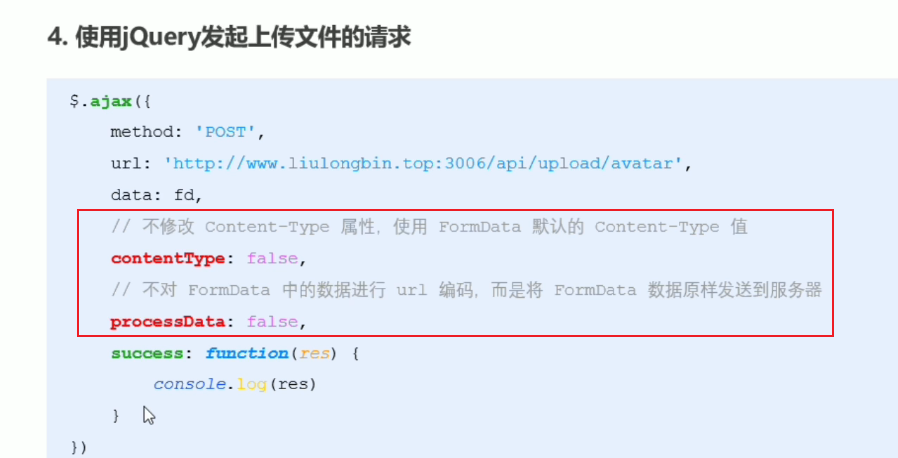 4. 使用jQuery发起上传文件的请求
$.ajax({
method: 'POST',
url: 'http://www.liulongbin.top:3006/api/upload/avatar',
data: fd,
// 不修改 Content-Type 属性，使用 FormData 默认的 Content-Type 值
contentType: false,
// 不对 FormData 中的数据进行 url 编码，而是将 FormData 数据原样发送到服务器
processData: false,
success: function(res) {
console.log(res)
}
})